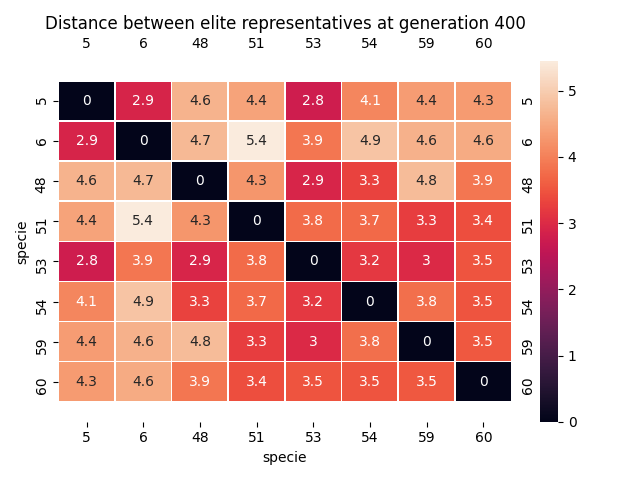 Distance between elite representatives at generation 400
5 6 48 51 53 54 59 60
5 0 2.9 4.6 4.4 2.8 4.1 4.4 4.3 5
6 2.9 0 4.7 5.4 3.9 4.9 4.6 4.6 6
48 4.6 4.7 0 4.3 2.9 3.3 4.8 3.9 48
51 4.4 5.4 4.3 0 3.8 3.7 3.3 3.4 51
53 2.8 3.9 2.9 3.8 0 3.2 3 3.5 53
54 4.1 4.9 3.3 3.7 3.2 0 3.8 3.5 54
59 4.4 4.6 4.8 3.3 3 3.8 0 3.5 59
60 4.3 4.6 3.9 3.4 3.5 3.5 3.5 0 60
5 6 48 51 53 54 59 60
specie
specie
5
4
3
2
1
0